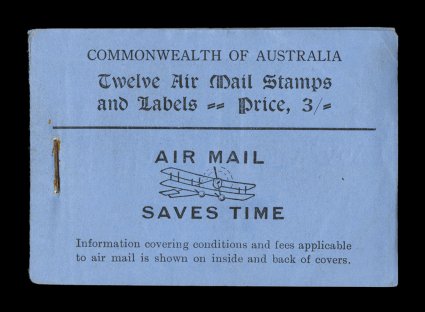 COMMONWEALTH OF AUSTRALIA
Twelve Air Mail Stamps
and Labels -- Price, 3/-
AIR MAIL
SAVES TIME
Information covering conditions and fees applicable
to air mail is shown on inside and back of covers.